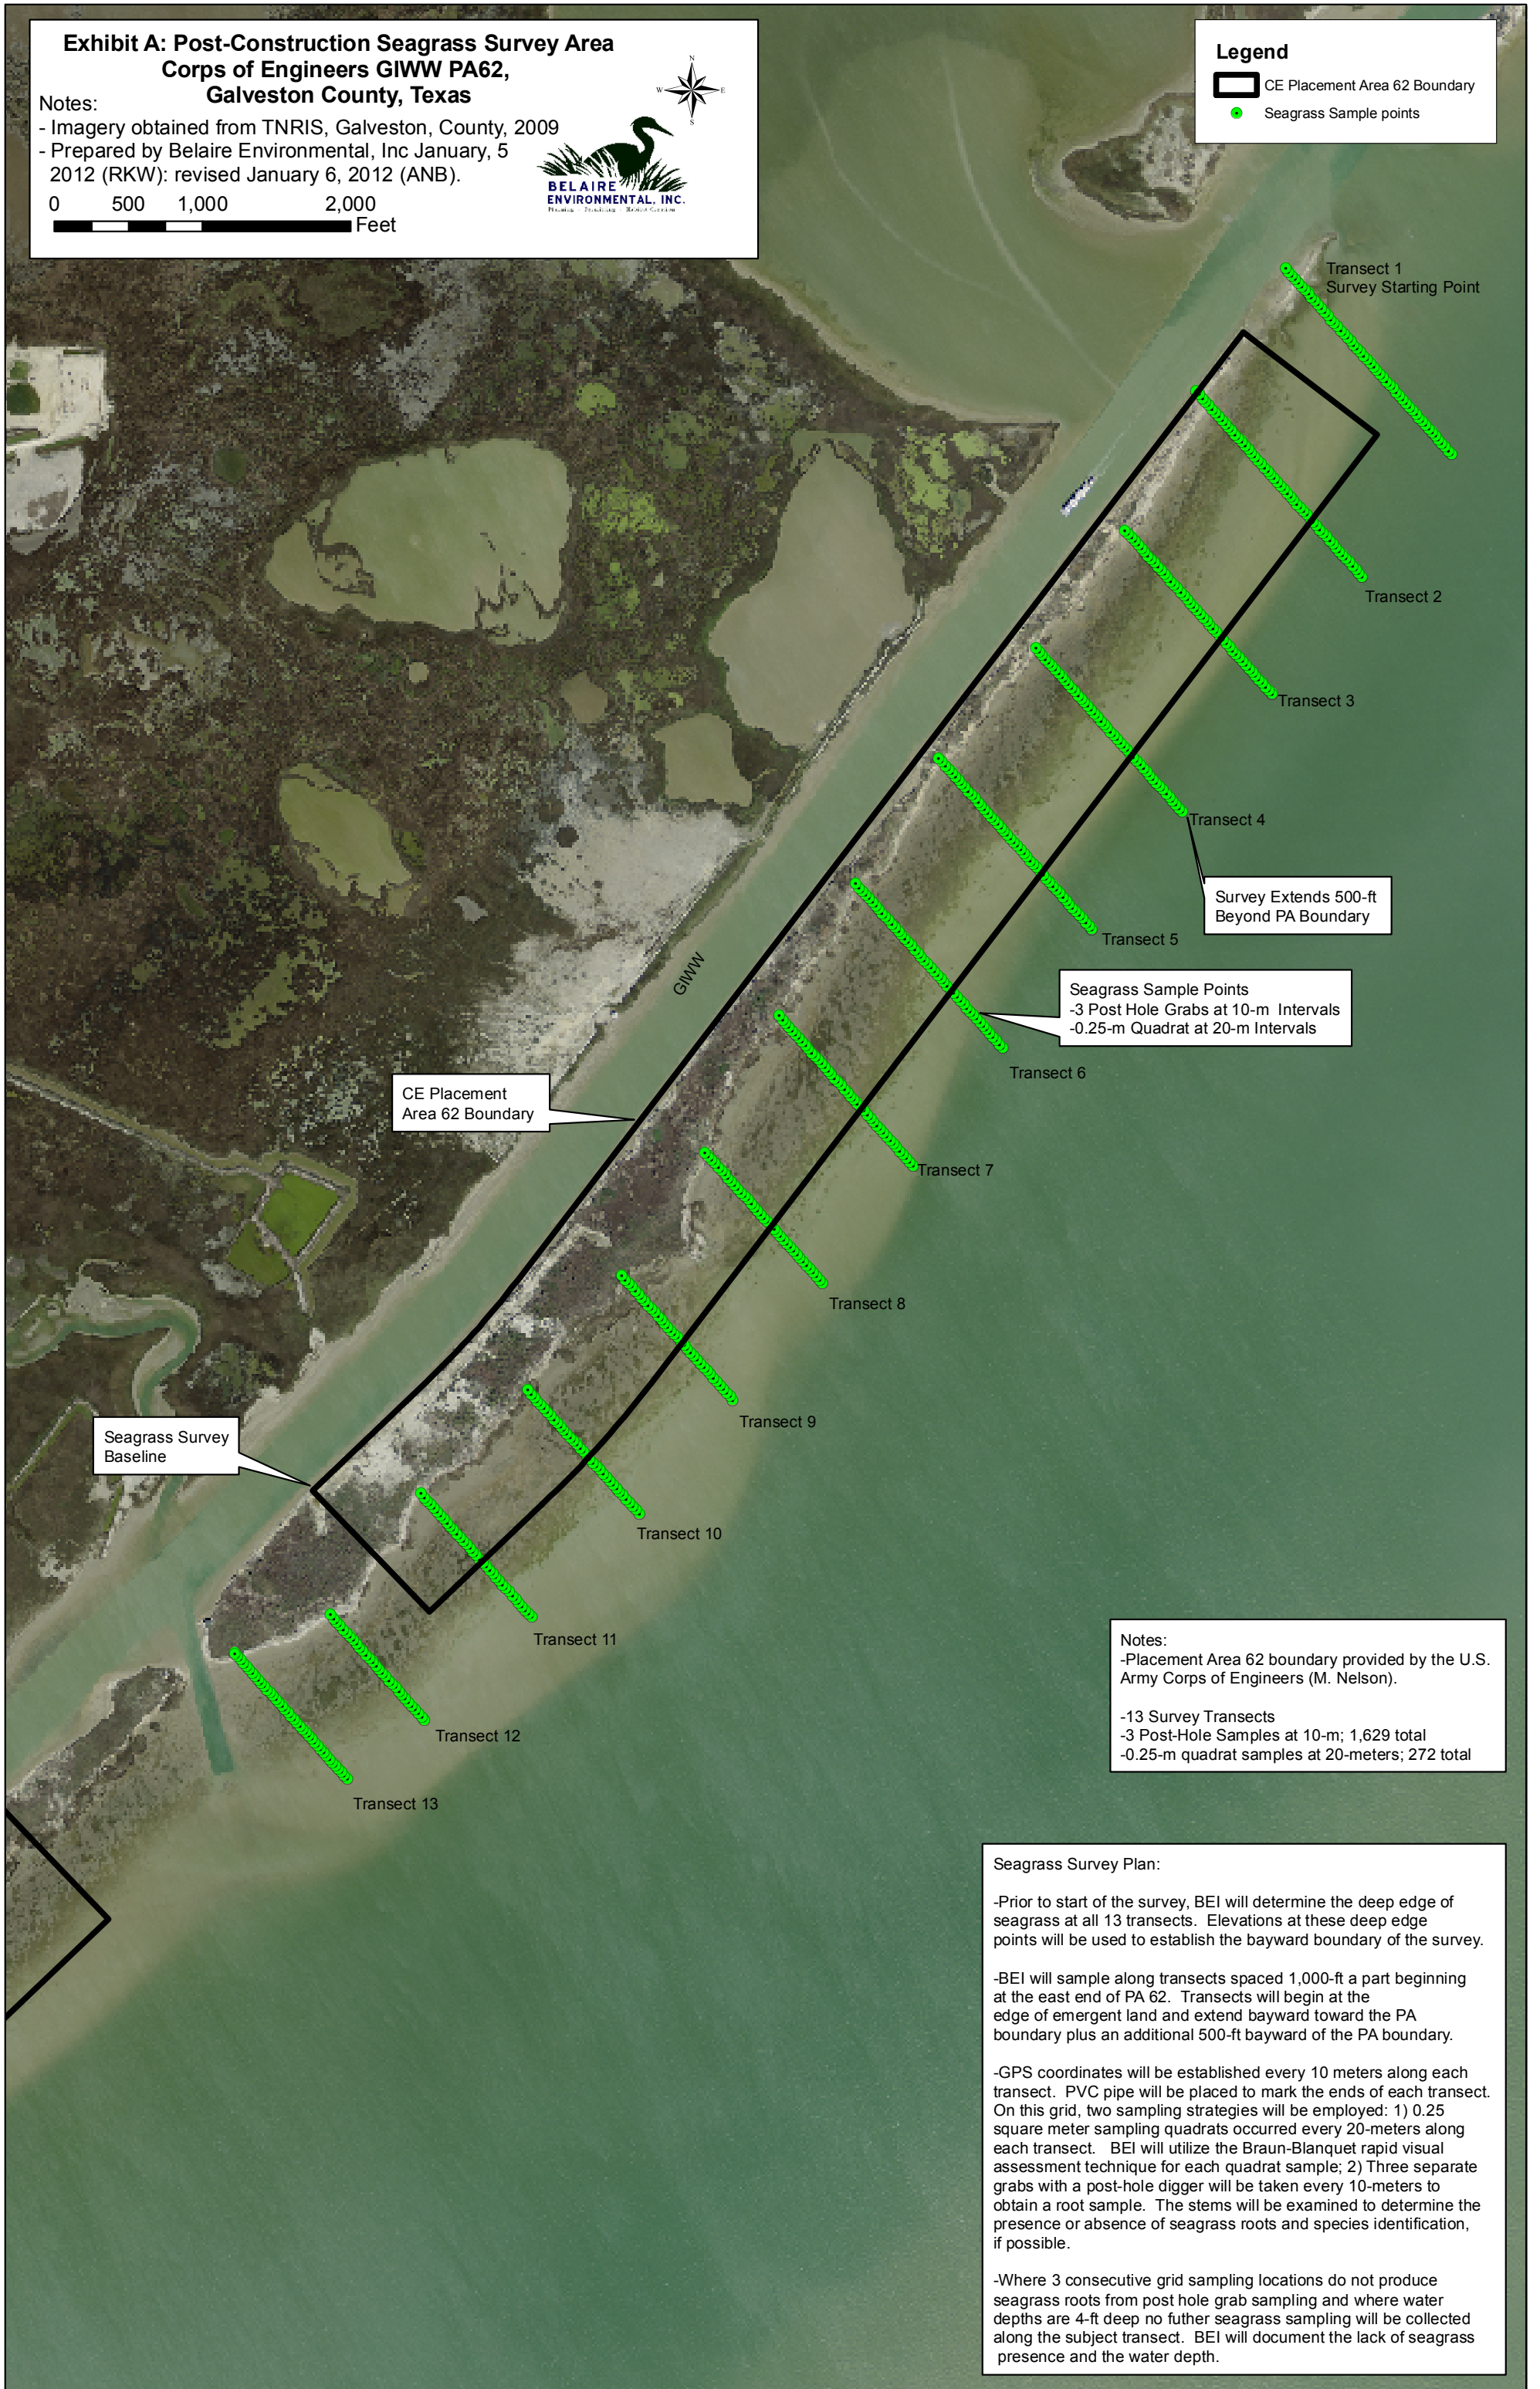 Exhibit A: Post-Construction Seagrass Survey Area
Corps of Engineers GIWW PA62,
Galveston County, Texas
Notes:
- Imagery obtained from TNRIS, Galveston, County, 2009
- Prepared by Belaire Environmental, Inc January, 5
2012 (RKW): revised January 6, 2012 (ANB).
0 500 1,000 2,000
Feet
N
W E
S
BELAIRE
ENVIRONMENTAL, INC.
Planning - Permitting - Habitat Creation
Legend
CE Placement Area 62 Boundary
Seagrass Sample points
Transect 1
Survey Starting Point
Transect 2
Transect 3
Transect 4
Survey Extends 500-ft
Beyond PA Boundary
Transect 5
GIWW
Seagrass Sample Points
-3 Post Hole Grabs at 10-m Intervals
-0.25-m Quadrat at 20-m Intervals
Transect 6
CE Placement
Area 62 Boundary
Transect 7
Transect 8
Transect 9
Seagrass Survey
Baseline
Transect 10
Transect 11
Transect 12
Transect 13
Notes:
-Placement Area 62 boundary provided by the U.S.
Army Corps of Engineers (M. Nelson).
-13 Survey Transects
-3 Post-Hole Samples at 10-m; 1,629 total
-0.25-m quadrat samples at 20-meters; 272 total
Seagrass Survey Plan:
-Prior to start of the survey, BEI will determine the deep edge of
seagrass at all 13 transects. Elevations at these deep edge
points will be used to establish the bayward boundary of the survey.
-BEI will sample along transects spaced 1,000-ft a part beginning
at the east end of PA 62. Transects will begin at the
edge of emergent land and extend bayward toward the PA
boundary plus an additional 500-ft bayward of the PA boundary.
-GPS coordinates will be established every 10 meters along each
transect. PVC pipe will be placed to mark the ends of each transect.
On this grid, two sampling strategies will be employed: 1) 0.25
square meter sampling quadrats occurred every 20-meters along
each transect. BEI will utilize the Braun-Blanquet rapid visual
assessment technique for each quadrat sample; 2) Three separate
grabs with a post-hole digger will be taken every 10-meters to
obtain a root sample. The stems will be examined to determine the
presence or absence of seagrass roots and species identification,
if possible.
-Where 3 consecutive grid sampling locations do not produce
seagrass roots from post hole grab sampling and where water
depths are 4-ft deep no futher seagrass sampling will be collected
along the subject transect. BEI will document the lack of seagrass
presence and the water depth.